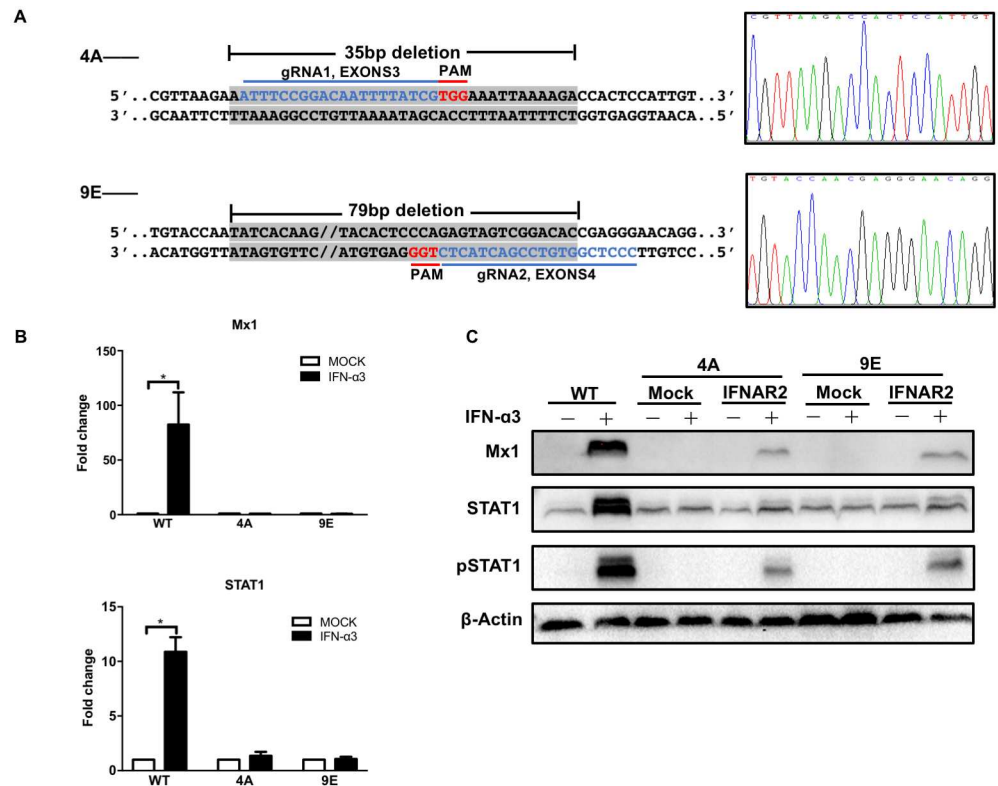 A
4A
35bp deletion
gRNA1, EXONS3 PAM
5′..CGTTAAGAAATTTCCGGACAATTTTATCGTGGAAATTAAAAGACCACTCCATTGT..3′
3′..GCAATTCTTTAAAGGCCTGTTAAAATAGCACCTTTAATTTTCTGGTGAGGTAACA..5′
CGTTAAGACCACTCCATTGT
9E
79bp deletion
5′..TGTACCAATATCACAAG//TACACTCCCAGAGTAGTCGGACACCGAGGGAACAGG..3′
3′..ACATGGTTATAGTGTTC//ATGTGAGGGTCTCATCAGCCTGTGGCTCCCTTGTCC..5′
PAM gRNA2, EXONS4
TGTACCAACGAGGGAACAGG
B
Mx1
Fold change
150
100
50
0
MOCK
IFN-α3
*
WT 4A 9E
STAT1
Fold change
15
10
5
0
MOCK
IFN-α3
*
WT 4A 9E
C
4A 9E
WT Mock IFNAR2 Mock IFNAR2
IFN-α3 − + − + − + − + − +
Mx1
STAT1
pSTAT1
β-Actin